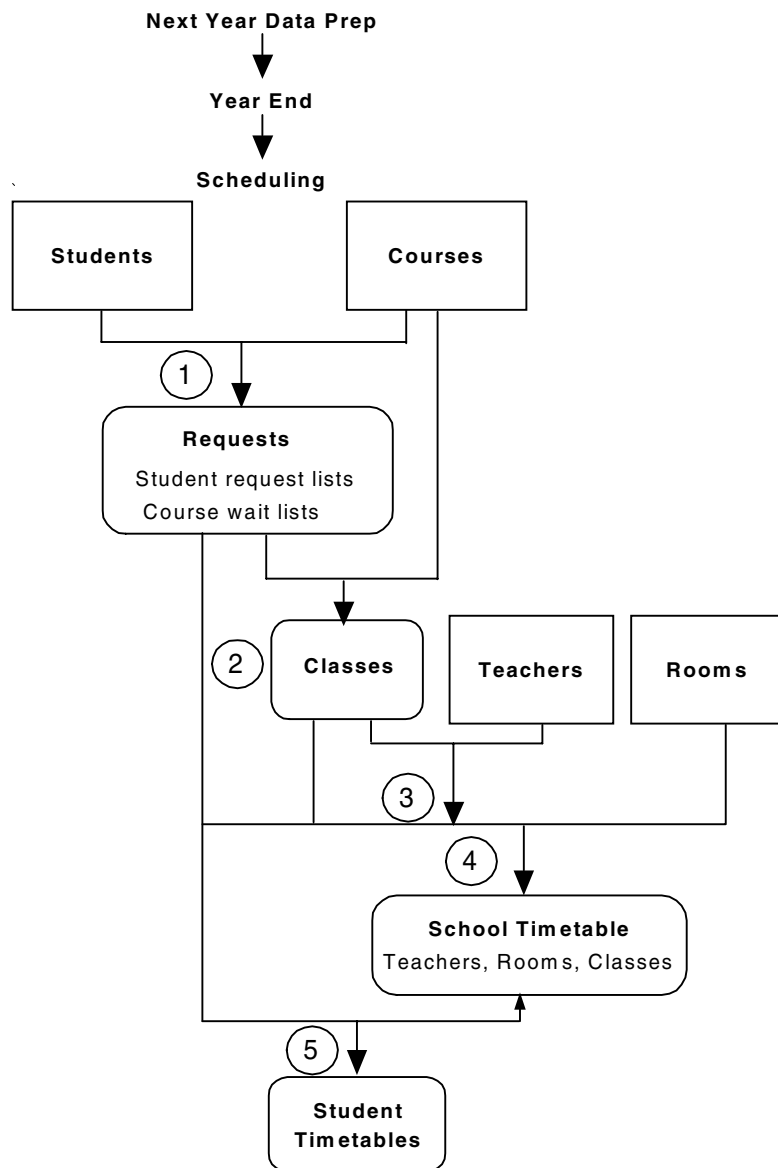 Next Year Data Prep
Year End
Scheduling
Students
Courses
1
Requests
Student request lists
Course wait lists
2
Classes
Teachers
Rooms
3
4
School Timetable
Teachers, Rooms, Classes
5
Student
Timetables